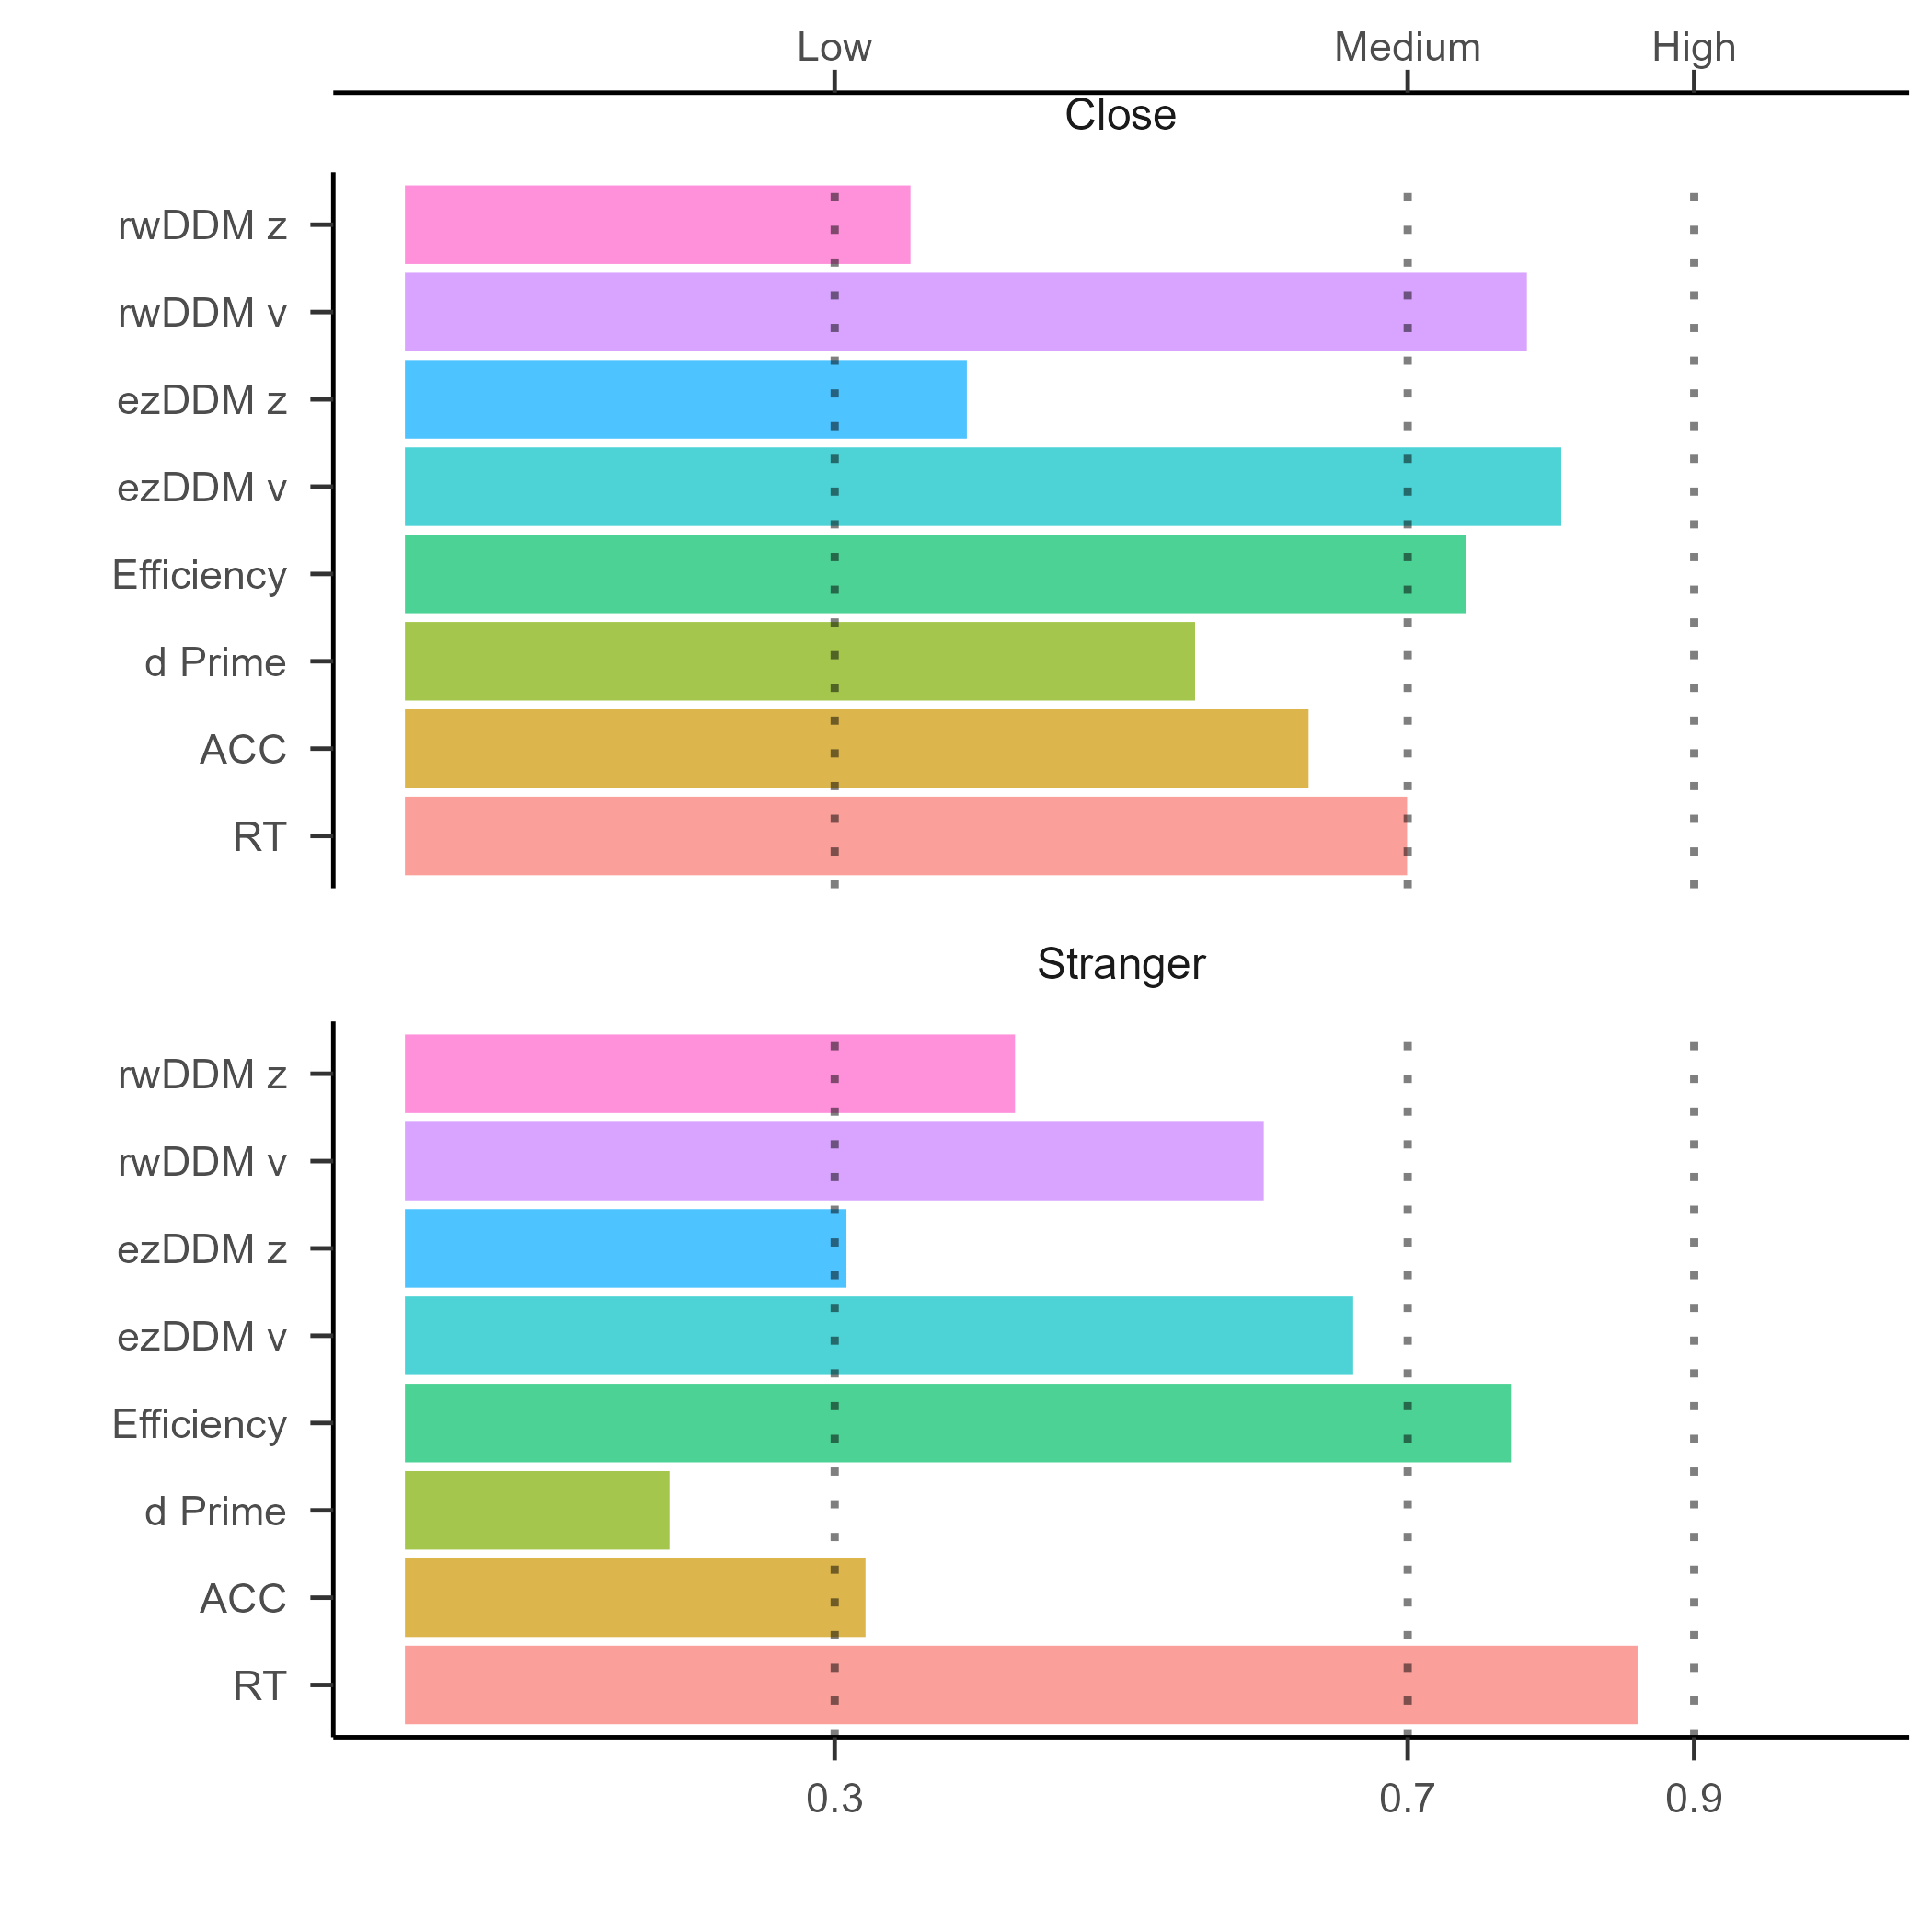 Low Medium High
Close
rwDDM z
rwDDM v
ezDDM z
ezDDM v
Efficiency
d Prime
ACC
RT
Stranger
rwDDM z
rwDDM v
ezDDM z
ezDDM v
Efficiency
d Prime
ACC
RT
0.3 0.7 0.9